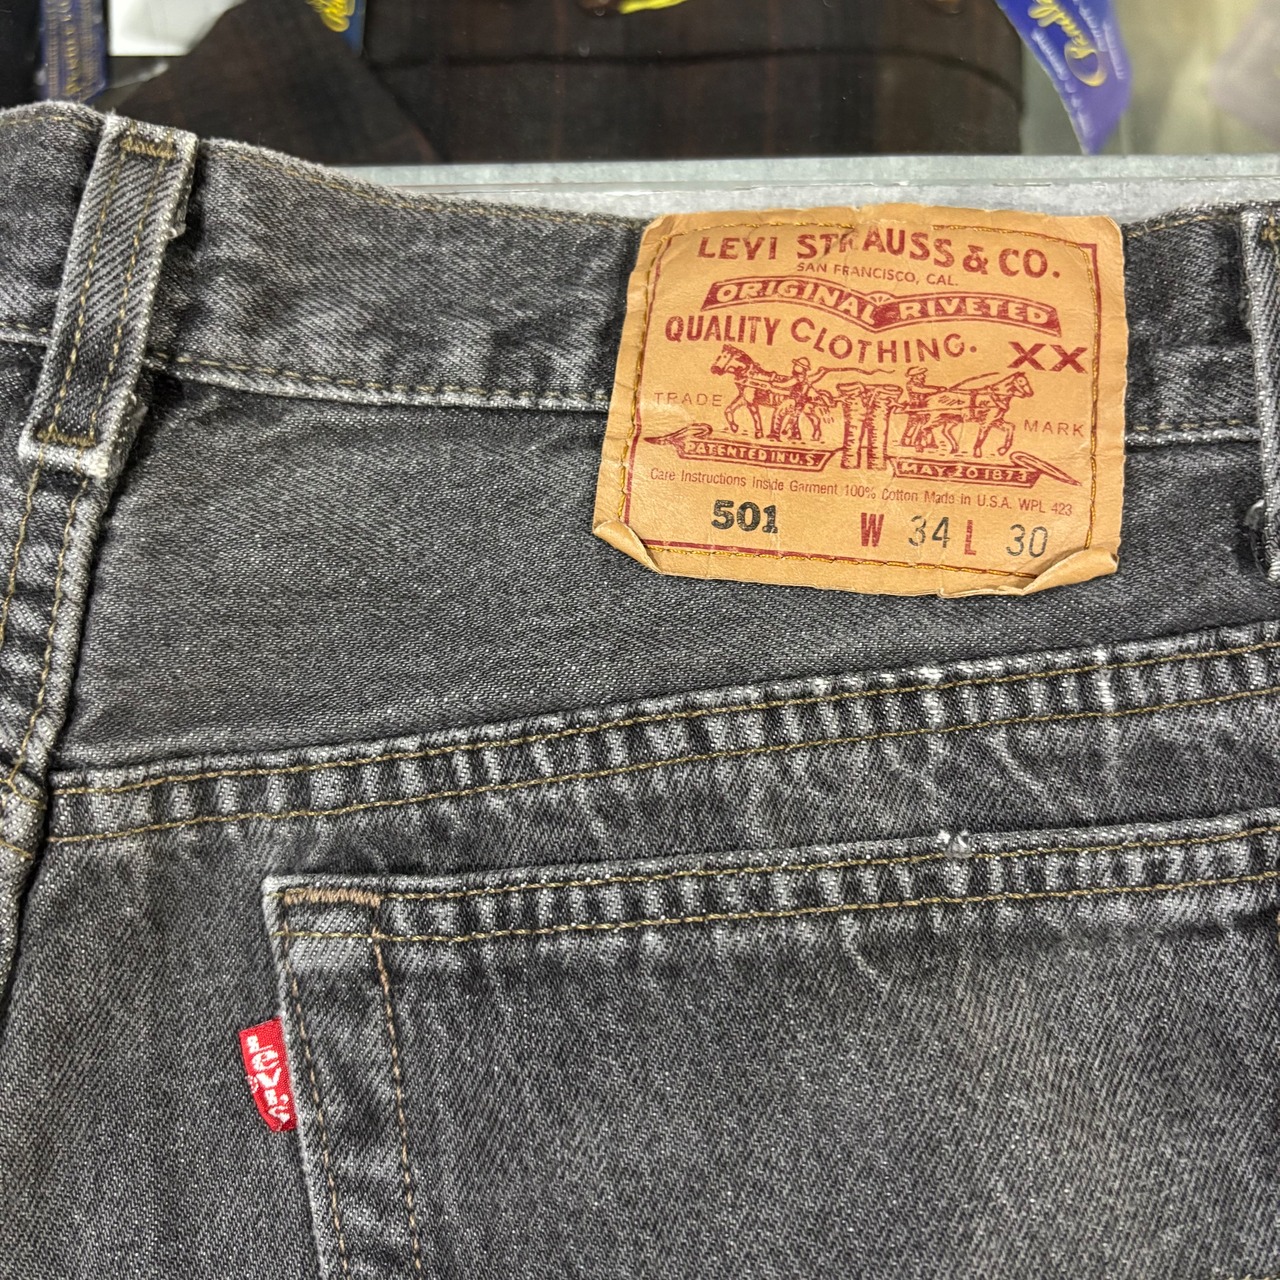 LEVI STRAUSS & CO.
SAN FRANCISCO, CAL.
ORIGINAL RIVETED
QUALITY CLOTHING.
XX
TRADE MARK
PATENTED IN U.S.
MAY 20 1873
Care Instructions Inside Garment 100% Cotton Made in U.S.A. WPL 423
501 W 34 L 30
LEVI'S